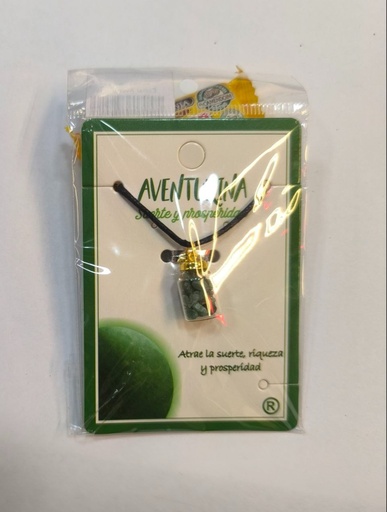 AVENTURINA
Suerte y prosperidad
Atrae la suerte, riqueza
y prosperidad
®